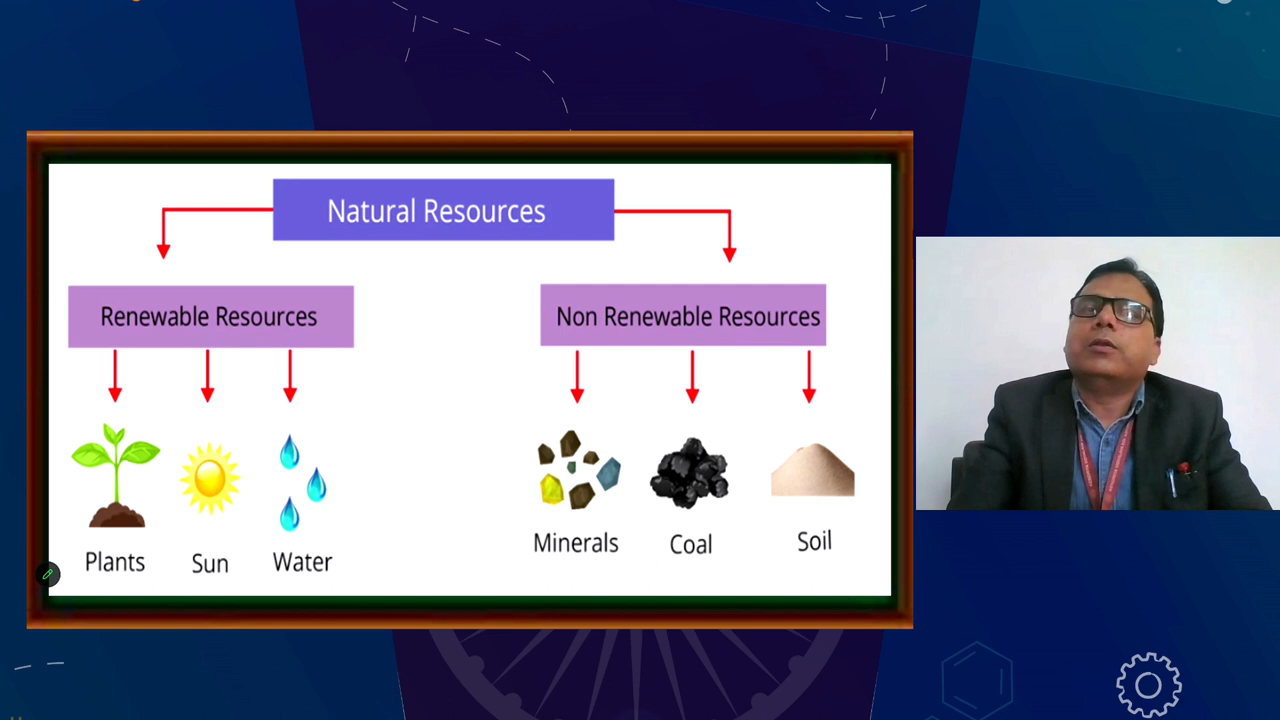 Natural Resources
Renewable Resources
Non Renewable Resources
Plants
Sun
Water
Minerals
Coal
Soil